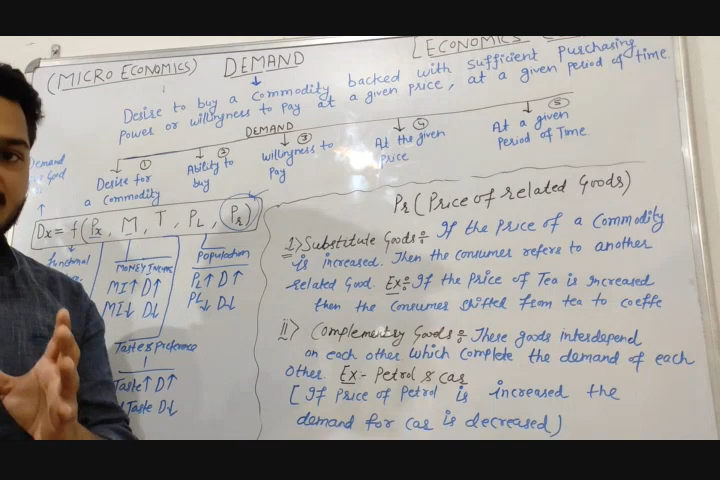 (MICRO ECONOMICS) DEMAND
[ECONOMICS
Desire to buy a commodity backed with sufficient purchasing
power or willingness to pay at a given price, at a given period of time
DEMAND
① Desire for
a commodity
② Ability to
buy
③ willingness to
pay
④ At the given
price
⑤ At a given
Period of Time
Demand
Good
Dx = f(Px, M, T, PL, Pr)
functional
MONEY Income
MI↑ D↑
MI↓ D↓
Population
PL↑ D↑
PL↓ D↓
Taste & Preference
Taste↑ D↑
Taste D↓
Pr (Price of related Goods)
i> Substitute Goods:- If the price of a Commodity
is increased. Then the consumer refers to another
related Good. Ex:- If the price of Tea is Increased
then the Consumer shifted from tea to coeffe
ii> Complementry Goods:- These goods interdepend
on each other which complete the demand of each
other. Ex- Petrol & car
[If Price of Petrol is increased the
demand for car is decreased)